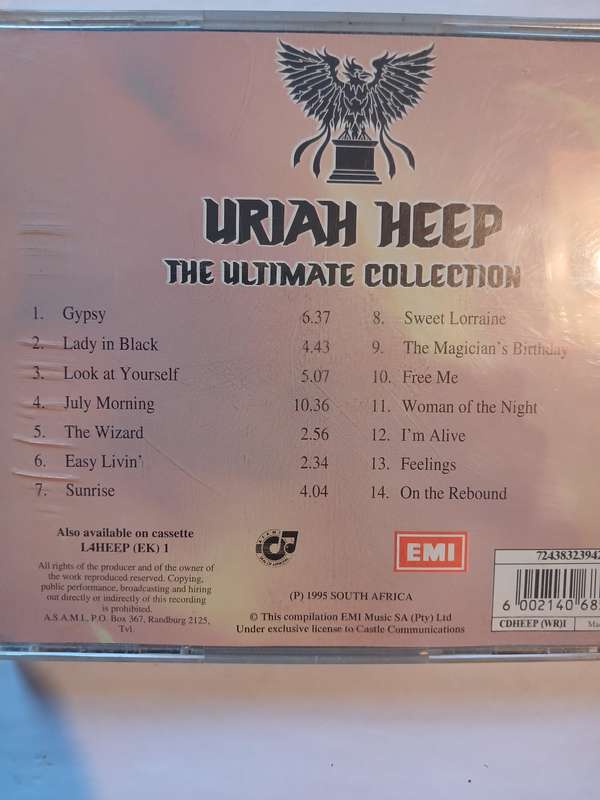 URIAH HEEP
THE ULTIMATE COLLECTION
1. Gypsy 6.37
2. Lady in Black 4.43
3. Look at Yourself 5.07
4. July Morning 10.36
5. The Wizard 2.56
6. Easy Livin' 2.34
7. Sunrise 4.04
8. Sweet Lorraine
9. The Magician's Birthday
10. Free Me
11. Woman of the Night
12. I'm Alive
13. Feelings
14. On the Rebound
Also available on cassette
L4HEEP (EK) 1
All rights of the producer and of the owner of
the work reproduced reserved. Copying,
public performance, broadcasting and hiring
out directly or indirectly of this recording
is prohibited.
A.S.A.M.I., P.O. Box 367, Randburg 2125,
Tvl.
EMI
(P) 1995 SOUTH AFRICA
© This compilation EMI Music SA (Pty) Ltd
Under exclusive license to Castle Communications
72438323942
6 002140 68
CDHEEP (WR)1